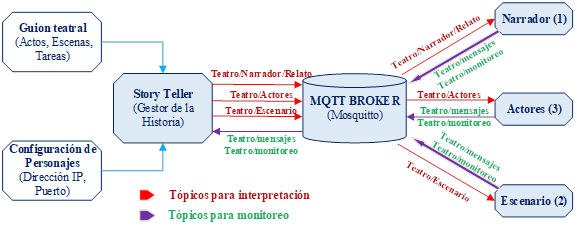 Guion teatral
(Actos, Escenas,
Tareas)
Configuración de
Personajes
(Dirección IP,
Puerto)
Story Teller
(Gestor de la
Historia)
Teatro/Narrador/Relato
Teatro/Actores
Teatro/Escenario
Teatro/mensajes
Teatro/monitoreo
MQTT BROKER
(Mosquitto)
Teatro/Narrador/Relato
Teatro/mensajes
Teatro/monitoreo
Narrador (1)
Teatro/Actores
Teatro/mensajes
Teatro/monitoreo
Actores (3)
Teatro/mensajes
Teatro/monitoreo
Teatro/Escenario
Escenario (2)
Tópicos para interpretación
Tópicos para monitoreo